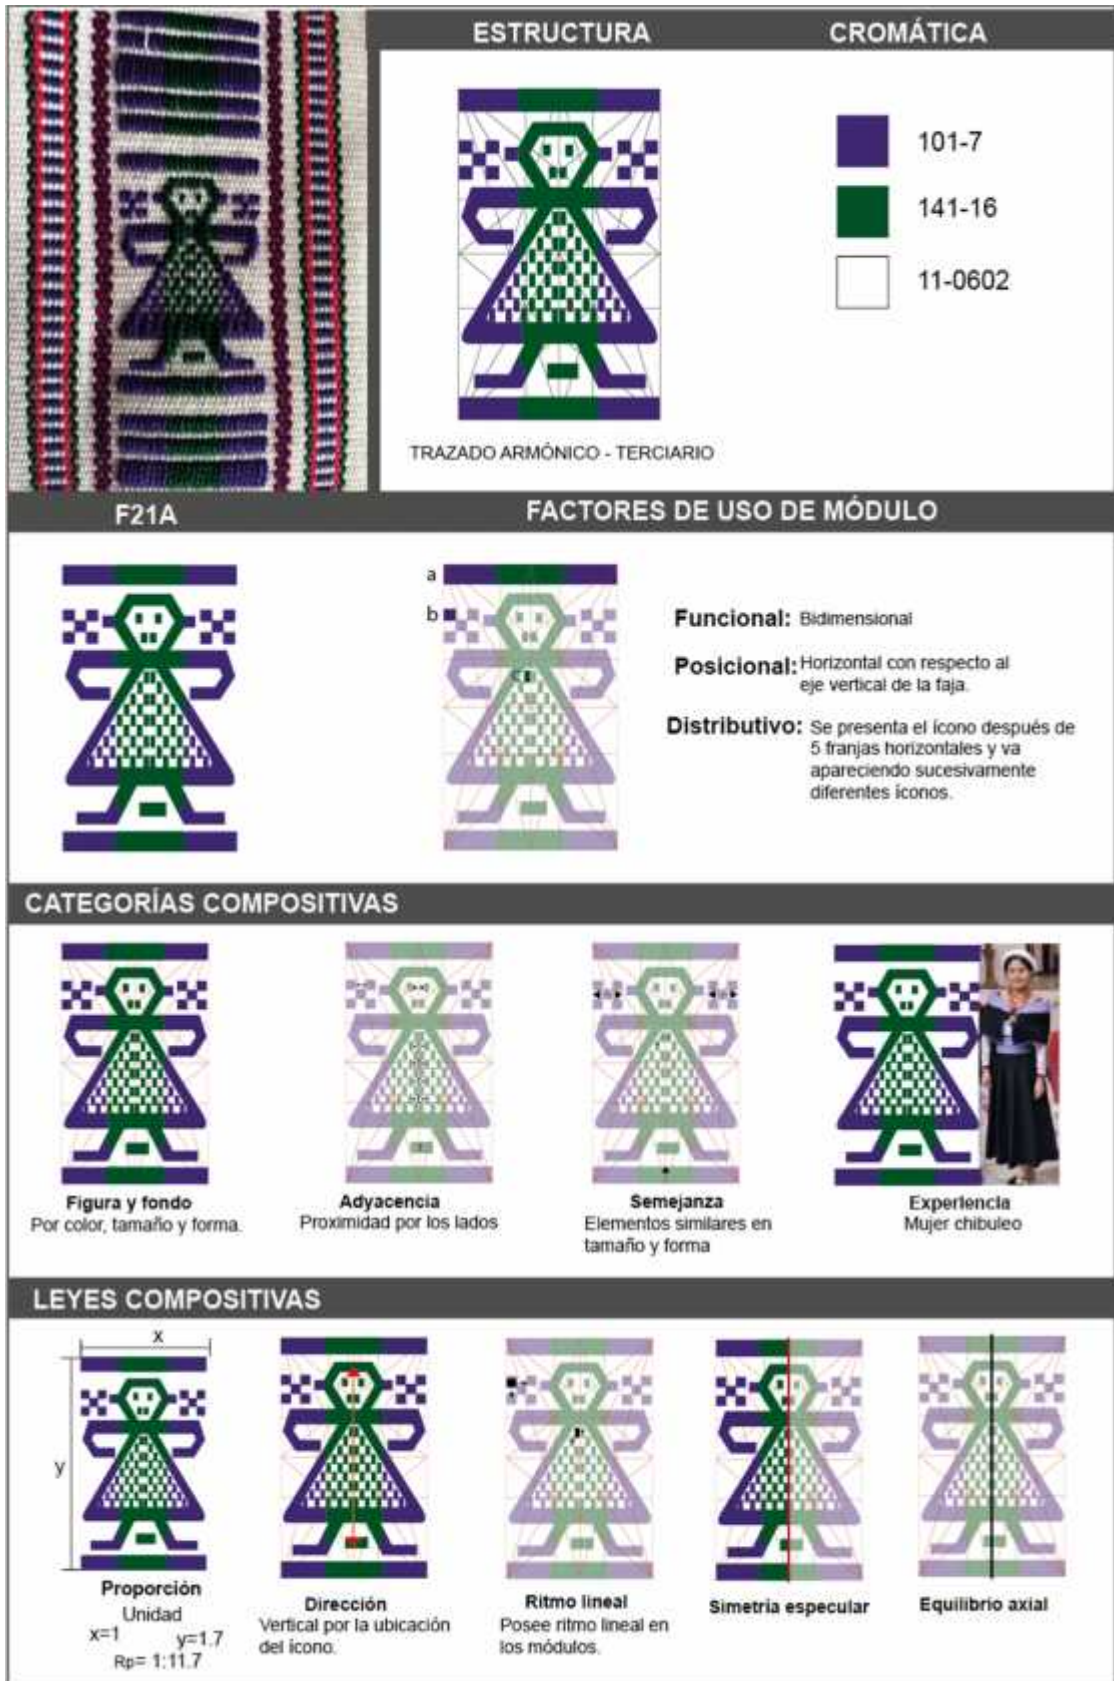 ESTRUCTURA
CROMÁTICA
101-7
141-16
11-0602
TRAZADO ARMÓNICO - TERCIARIO
F21A
FACTORES DE USO DE MÓDULO
a
b
c
Funcional: Bidimensional
Posicional: Horizontal con respecto al
eje vertical de la faja.
Distributivo: Se presenta el ícono después de
5 franjas horizontales y va
apareciendo sucesivamente
diferentes íconos.
CATEGORÍAS COMPOSITIVAS
Figura y fondo
Por color, tamaño y forma.
Adyacencia
Proximidad por los lados
Semejanza
Elementos similares en
tamaño y forma
Experiencia
Mujer chibuleo
LEYES COMPOSITIVAS
x
y
Proporción
Unidad
x=1 y=1.7
Rp= 1:11.7
Dirección
Vertical por la ubicación
del ícono.
Ritmo lineal
Posee ritmo lineal en
los módulos.
Simetría especular
Equilibrio axial